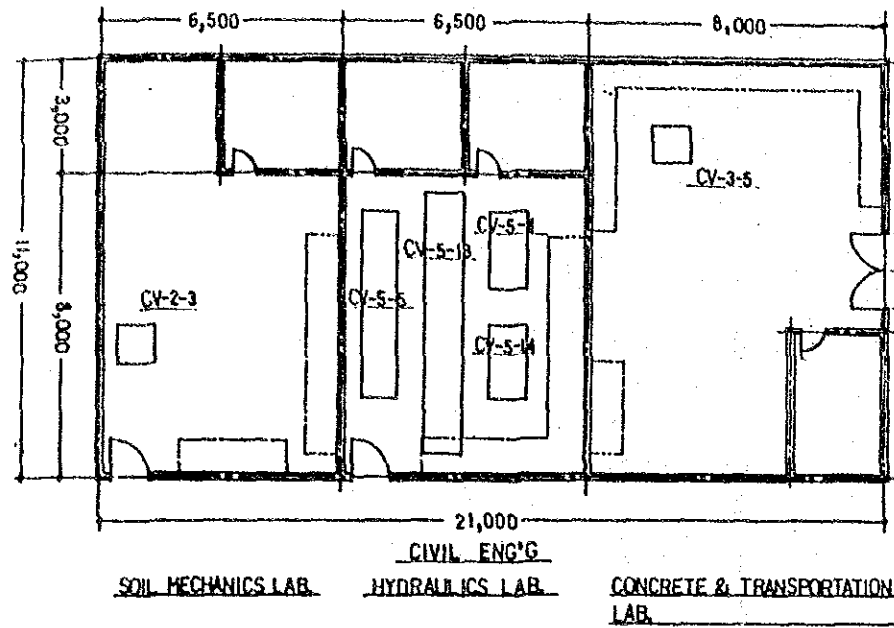 6,500
6,500
8,000
3,000
11,000
8,000
CV-3-5
CV-5-4
CV-5-13
CV-2-3
CV-5-5
CV-5-14
21,000
CIVIL ENG'G
SOIL MECHANICS LAB.
HYDRAULICS LAB.
CONCRETE & TRANSPORTATION
LAB.